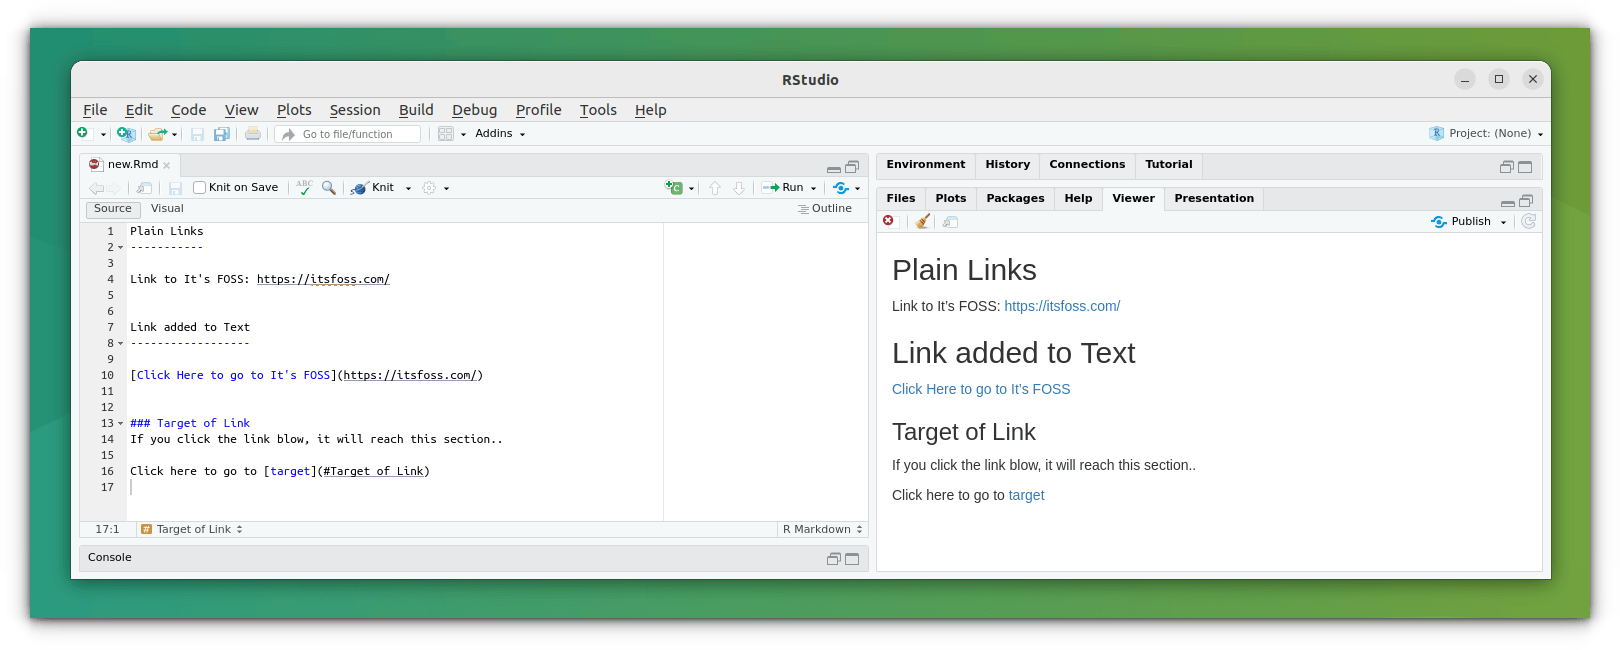 RStudio
File Edit Code View Plots Session Build Debug Profile Tools Help
Go to file/function Addins Project: (None)
new.Rmd
Knit on Save ABC Knit Run
Source Visual Outline
1 Plain Links
2 -----------
3
4 Link to It's FOSS: https://itsfoss.com/
5
6
7 Link added to Text
8 ------------------
9
10 [Click Here to go to It's FOSS](https://itsfoss.com/)
11
12
13 ### Target of Link
14 If you click the link blow, it will reach this section..
15
16 Click here to go to [target](#Target of Link)
17
17:1 # Target of Link R Markdown
Console
Environment History Connections Tutorial
Files Plots Packages Help Viewer Presentation
Publish
Plain Links
Link to It’s FOSS: https://itsfoss.com/
Link added to Text
Click Here to go to It’s FOSS
Target of Link
If you click the link blow, it will reach this section..
Click here to go to target